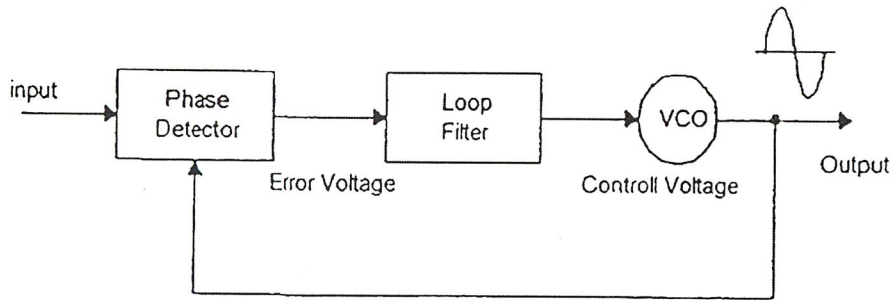 input
Phase
Detector
Error Voltage
Loop
Filter
VCO
Controll Voltage
Output